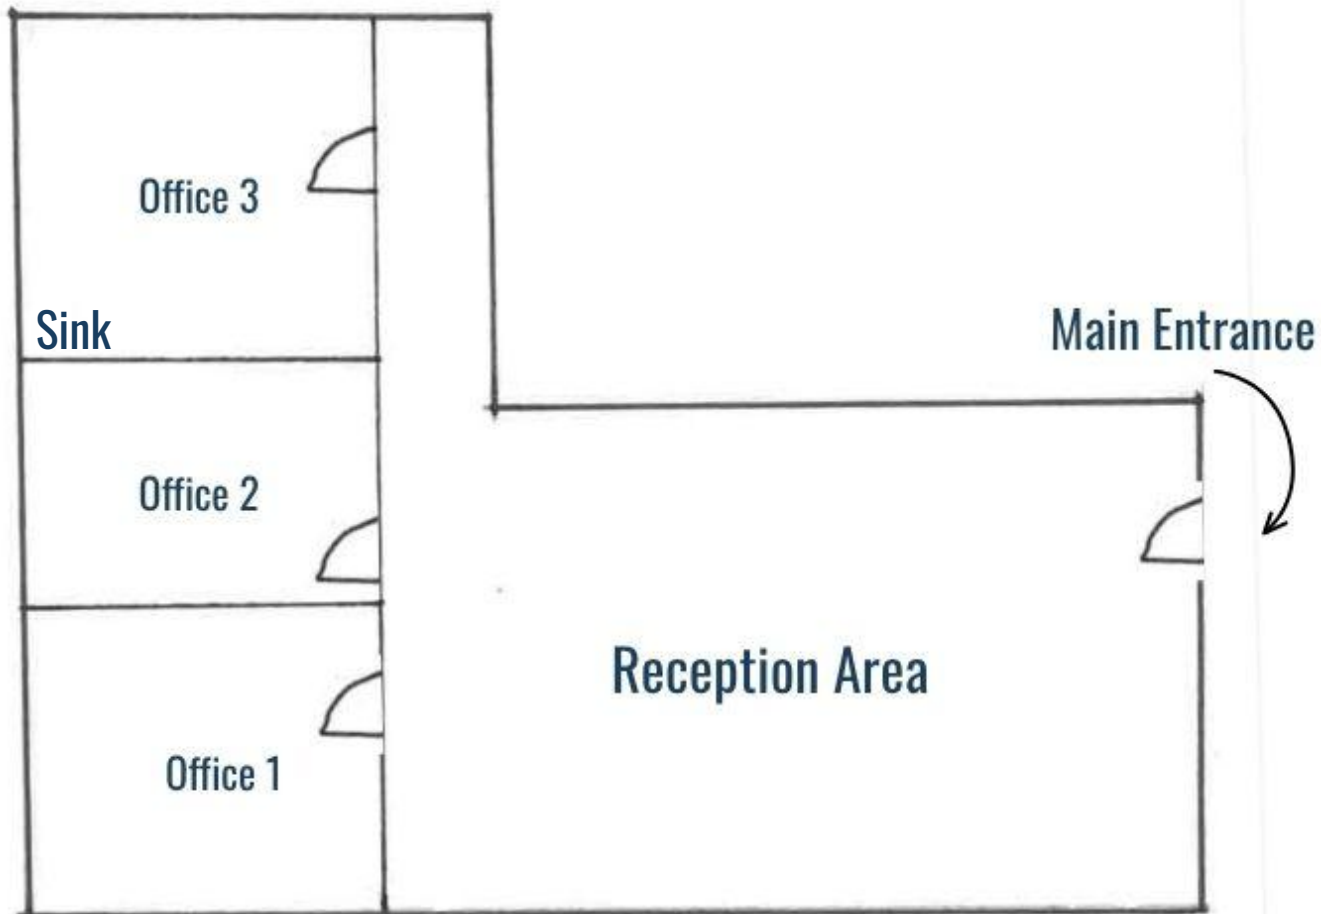 Office 3
Sink
Main Entrance
Office 2
Reception Area
Office 1